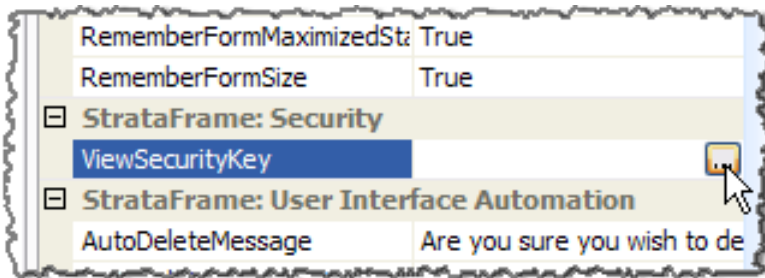 RememberFormMaximizedSta True
RememberFormSize True
StrataFrame: Security
ViewSecurityKey ...
StrataFrame: User Interface Automation
AutoDeleteMessage Are you sure you wish to de